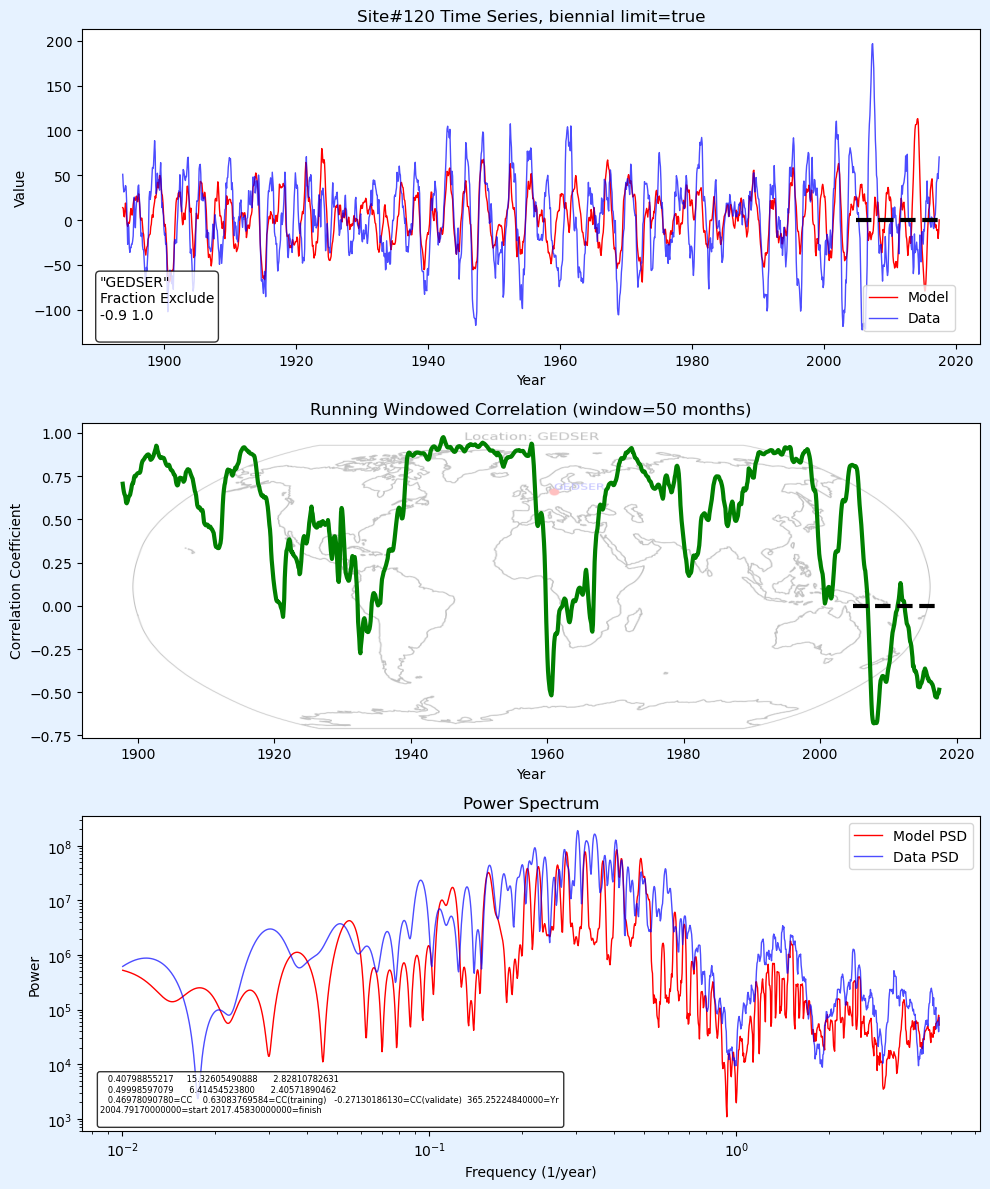 Site#120 Time Series, biennial limit=true
Value
200
150
100
50
0
−50
−100
"GEDSER"
Fraction Exclude
-0.9 1.0
Model
Data
1900
1920
1940
1960
1980
2000
2020
Year
Running Windowed Correlation (window=50 months)
Correlation Coefficient
1.00
0.75
0.50
0.25
0.00
−0.25
−0.50
−0.75
Location: GEDSER
GEDSER
1900
1920
1940
1960
1980
2000
2020
Year
Power Spectrum
Power
10^8
10^7
10^6
10^5
10^4
10^3
Model PSD
Data PSD
0.40798855217 15.32605490888 2.82810782631
0.49998597079 6.41454523800 2.40571890462
0.46978090780=CC 0.63083769584=CC(training) -0.27130186130=CC(validate) 365.25224840000=Yr
2004.79170000000=start 2017.45830000000=finish
10^−2
10^−1
10^0
Frequency (1/year)